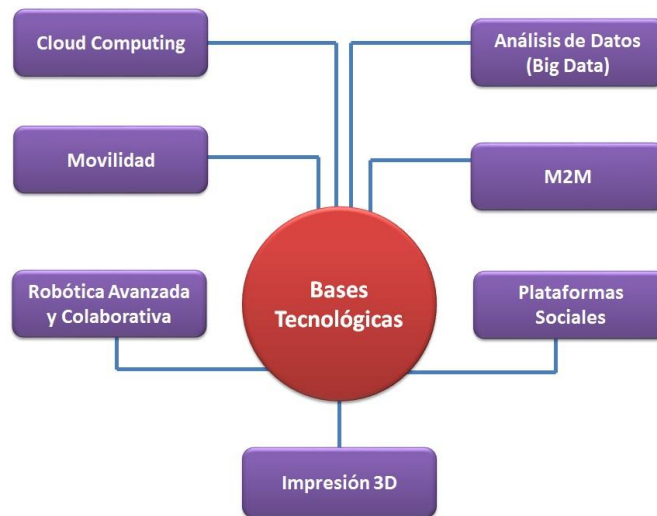 Cloud Computing
Análisis de Datos
(Big Data)
Movilidad
M2M
Bases
Tecnológicas
Robótica Avanzada
y Colaborativa
Plataformas
Sociales
Impresión 3D